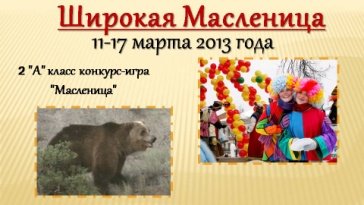 Широкая Масленица
11-17 марта 2013 года
2 "А" класс конкурс-игра
"Масленица"